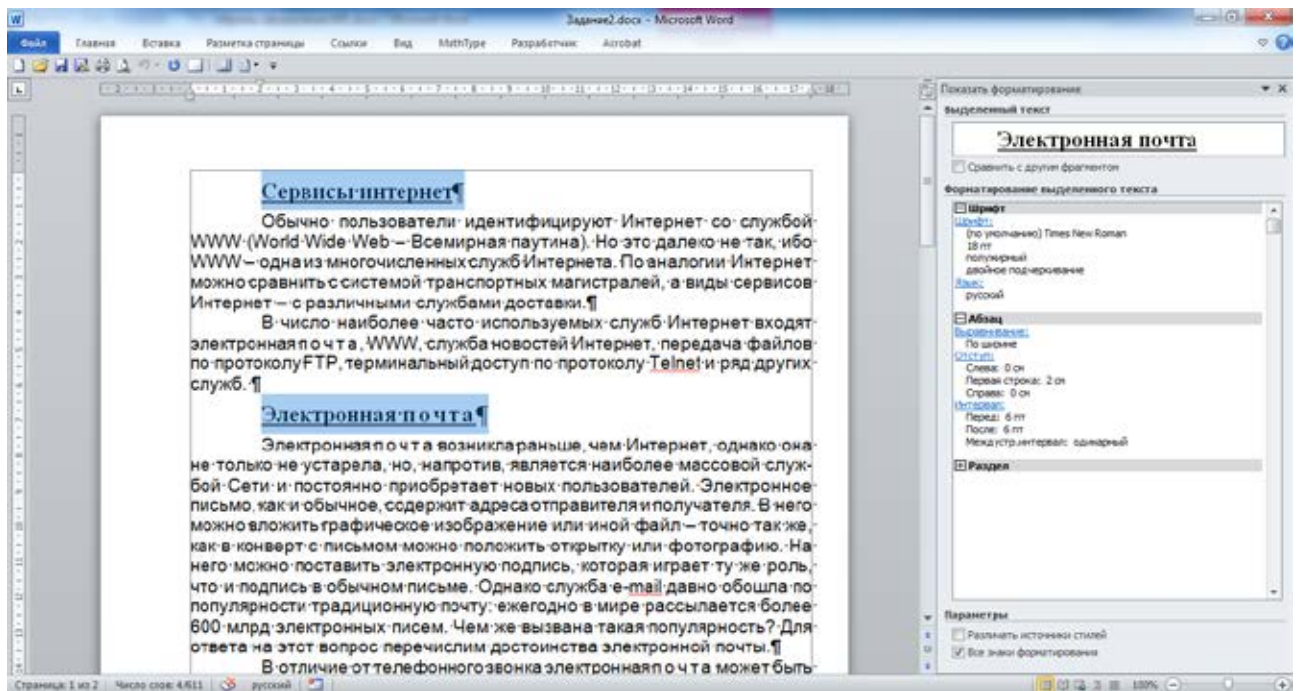 Задание2.docx - Microsoft Word
Файл Главная Вставка Разметка страницы Ссылки Вид MathType Разработчик Acrobat
Сервисы интернет¶
Обычно пользователи идентифицируют Интернет со службой
WWW (World Wide Web – Всемирная паутина). Но это далеко не так, ибо
WWW – одна из многочисленных служб Интернета. По аналогии Интернет
можно сравнить с системой транспортных магистралей, а виды сервисов
Интернет – с различными службами доставки.¶
В число наиболее часто используемых служб Интернет входят
электронная почта, WWW, служба новостей Интернет, передача файлов
по протоколу FTP, терминальный доступ по протоколу Telnet и ряд других
служб. ¶
Электронная почта¶
Электронная почта возникла раньше, чем Интернет, однако она
не только не устарела, но, напротив, является наиболее массовой служ-
бой Сети и постоянно приобретает новых пользователей. Электронное
письмо, как и обычное, содержит адреса отправителя и получателя. В него
можно вложить графическое изображение или иной файл – точно так же,
как в конверт с письмом можно положить открытку или фотографию. На
него можно поставить электронную подпись, которая играет ту же роль,
что и подпись в обычном письме. Однако служба e-mail давно обошла по
популярности традиционную почту: ежегодно в мире рассылается более
600 млрд электронных писем. Чем же вызвана такая популярность? Для
ответа на этот вопрос перечислим достоинства электронной почты.¶
В отличие от телефонного звонка электронная почта может быть
Показать форматирование
Выделенный текст
Электронная почта
Сравнить с другим фрагментом
Форматирование выделенного текста
Шрифт
Шрифт:
(по умолчанию) Times New Roman
18 пт
полужирный
двойное подчеркивание
Язык:
русский
Абзац
Выравнивание:
По ширине
Отступ:
Слева: 0 см
Первая строка: 2 см
Справа: 0 см
Интервал:
Перед: 6 пт
После: 6 пт
Междустр.интервал: одинарный
Раздел
Параметры
Различать источники стилей
Все знаки форматирования
Страница: 1 из 2 Число слов: 4/611 русский 100%